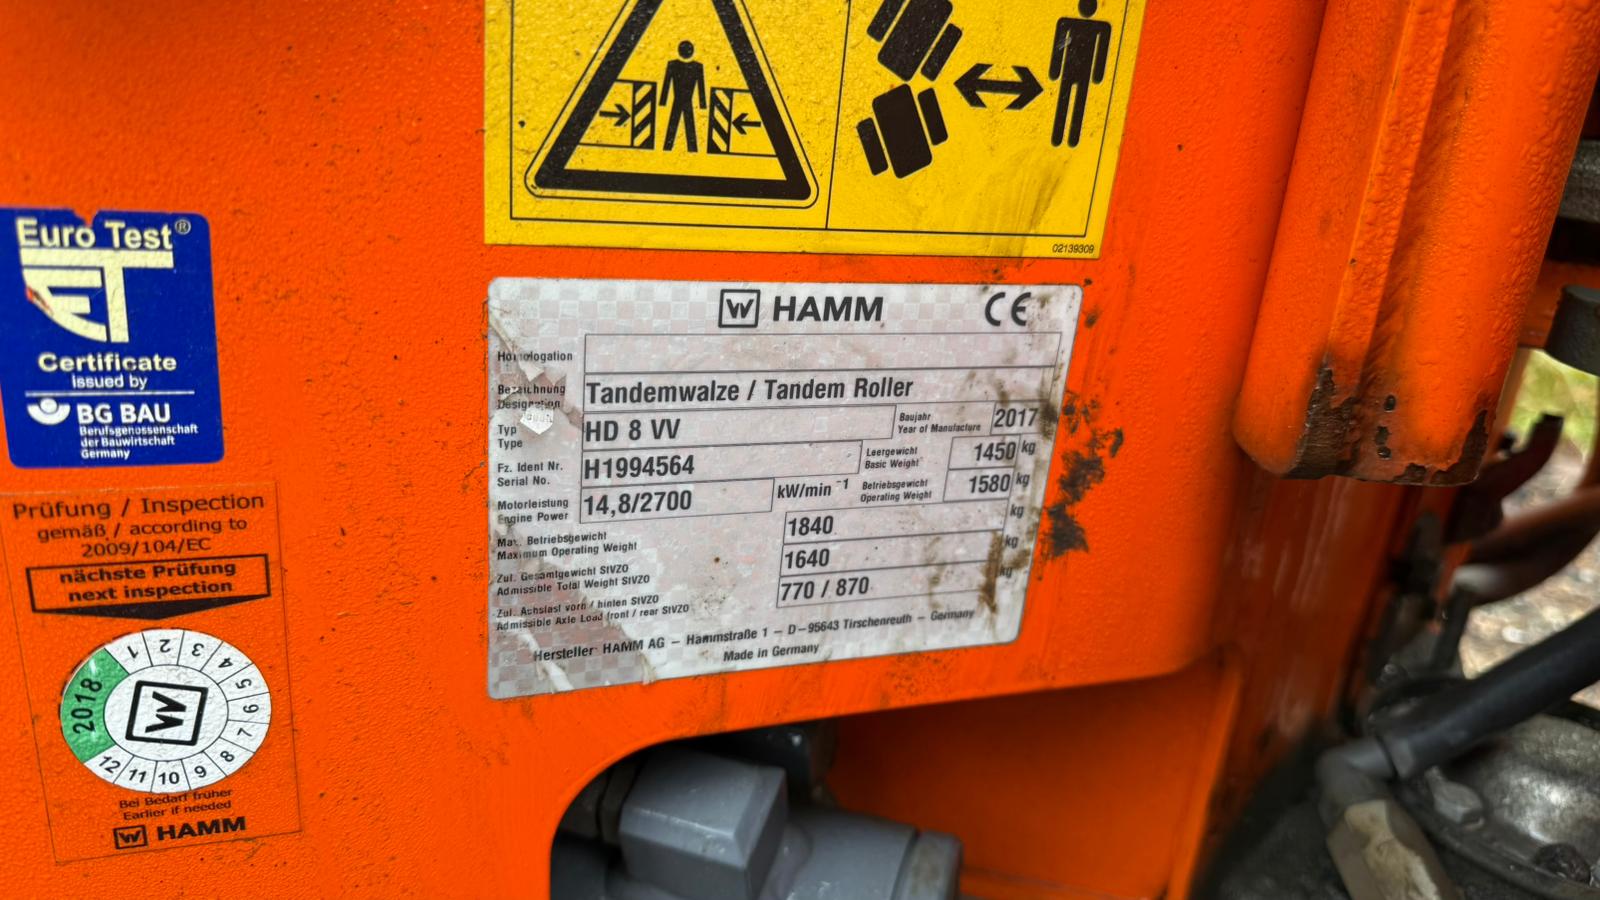 02139309
Euro Test®
ET
Certificate
issued by
BG BAU
Berufsgenossenschaft
der Bauwirtschaft
Germany
Prüfung / Inspection
gemäß / according to
2009/104/EC
nächste Prüfung
next inspection
2018
1 2 3 4 5 6 7 8 9 10 11 12
Bei Bedarf früher
Earlier if needed
HAMM
HAMM CE
Homologation
Bezeichnung
Designation
Tandemwalze / Tandem Roller
Typ
Type
HD 8 VV
Baujahr
Year of Manufacture
2017
Fz. Ident Nr.
Serial No.
H1994564
Leergewicht
Basic Weight
1450 kg
Motorleistung
Engine Power
14,8/2700 kW/min -1
Betriebsgewicht
Operating Weight
1580 kg
Max. Betriebsgewicht
Maximum Operating Weight
1840 kg
Zul. Gesamtgewicht StVZO
Admissible Total Weight StVZO
1640 kg
Zul. Achslast vorn / hinten StVZO
Admissible Axle Load front / rear StVZO
770 / 870 kg
Hersteller HAMM AG – Hammstraße 1 – D–95643 Tirschenreuth – Germany
Made in Germany